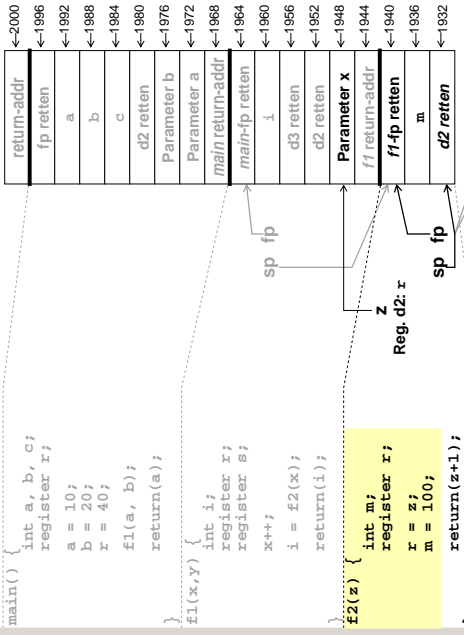 main() {
int a, b, c;
register r;
a = 10;
b = 20;
r = 40;
f1(a, b);
return(a);
}
f1(x,y) {
int i;
register r;
register s;
x++;
i = f2(x);
return(i);
}
f2(z) {
int m;
register r;
r = z;
m = 100;
return(z+1);
sp fp
z
Reg. d2: r
sp fp
return-addr ←2000
fp retten ←1996
a ←1992
b ←1988
c ←1984
d2 retten ←1980
Parameter b ←1976
Parameter a ←1972
main return-addr ←1968
main-fp retten ←1964
i ←1960
d3 retten ←1956
d2 retten ←1952
Parameter x ←1948
f1 return-addr ←1944
f1-fp retten ←1940
m ←1936
d2 retten ←1932